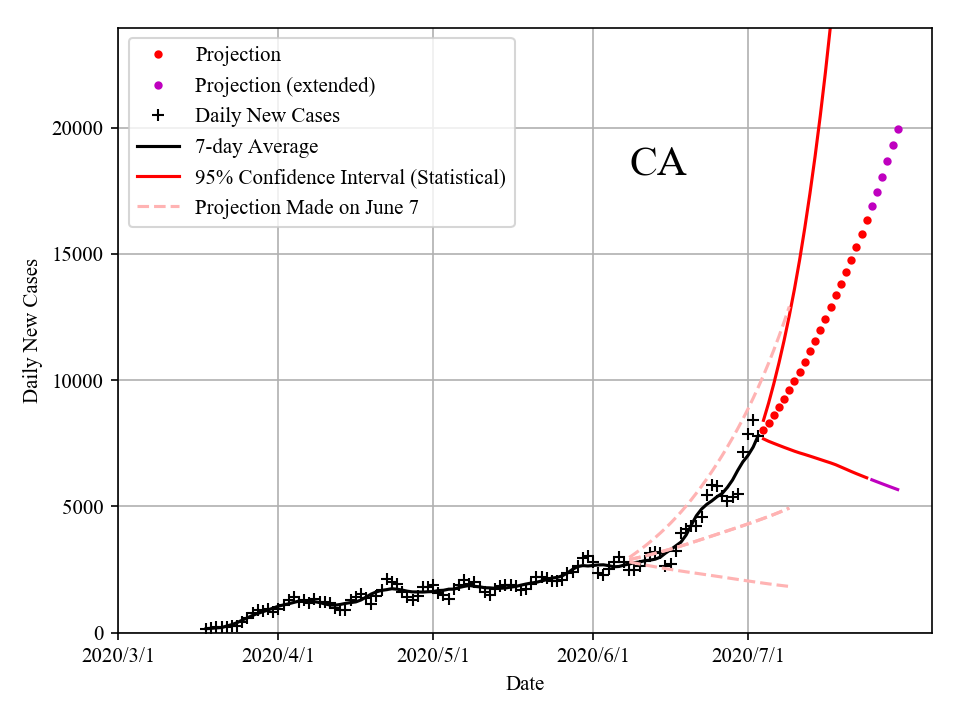 Projection
Projection (extended)
Daily New Cases
7-day Average
95% Confidence Interval (Statistical)
Projection Made on June 7
CA
20000
15000
10000
5000
0
Daily New Cases
2020/3/1
2020/4/1
2020/5/1
2020/6/1
2020/7/1
Date